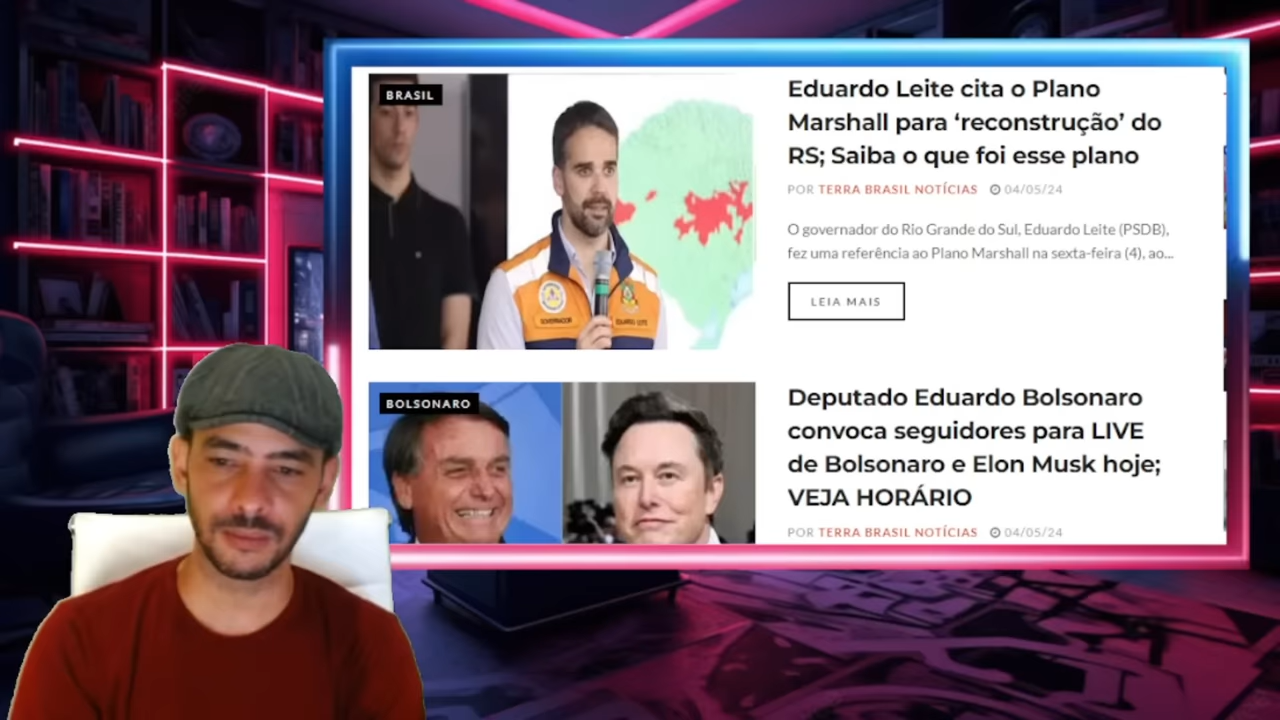 BRASIL
Eduardo Leite cita o Plano
Marshall para ‘reconstrução’ do
RS; Saiba o que foi esse plano
POR TERRA BRASIL NOTÍCIAS 04/05/24
O governador do Rio Grande do Sul, Eduardo Leite (PSDB),
fez uma referência ao Plano Marshall na sexta-feira (4), ao...
LEIA MAIS
GOVERNADOR EDUARDO LEITE
BOLSONARO
Deputado Eduardo Bolsonaro
convoca seguidores para LIVE
de Bolsonaro e Elon Musk hoje;
VEJA HORÁRIO
POR TERRA BRASIL NOTÍCIAS 04/05/24